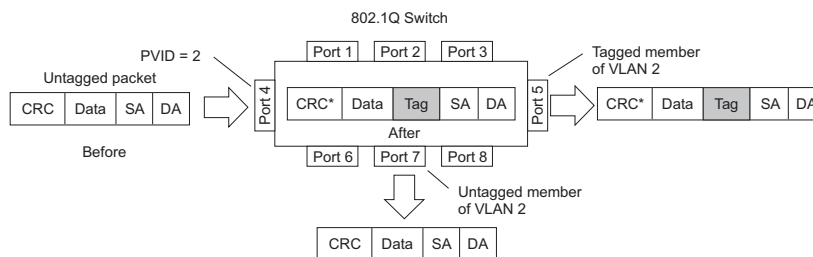 802.1Q Switch
PVID = 2
Port 1 Port 2 Port 3
Tagged member
of VLAN 2
Untagged packet
CRC Data SA DA
Port 4
CRC* Data Tag SA DA
Port 5
CRC* Data Tag SA DA
Before
After
Port 6 Port 7 Port 8
Untagged member
of VLAN 2
CRC Data SA DA